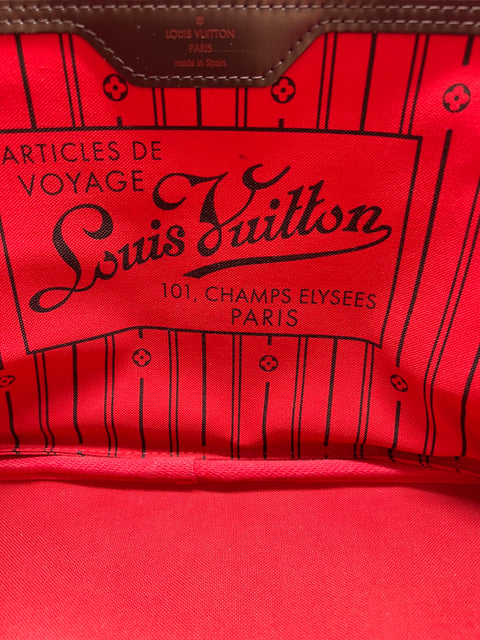 LOUIS VUITTON
PARIS
made in Spain
ARTICLES DE
VOYAGE
Louis Vuitton
101, CHAMPS ELYSEES
PARIS